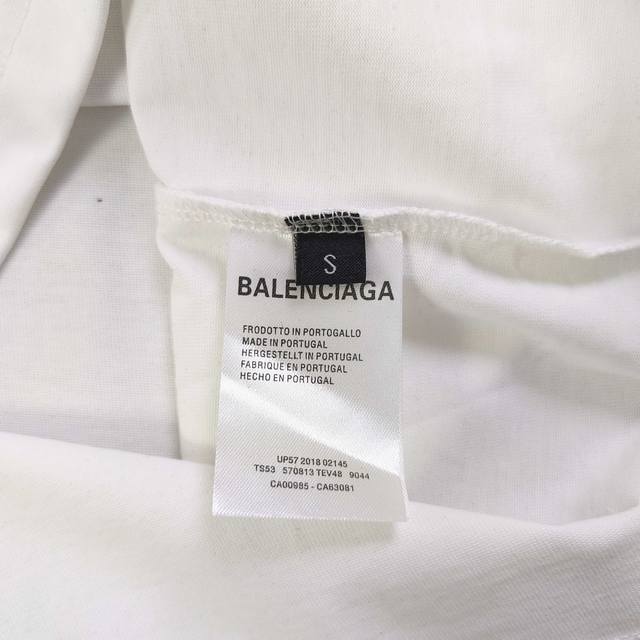 S
BALENCIAGA
FRODOTTO IN PORTOGALLO
MADE IN PORTUGAL
HERGESTELLT IN PORTUGAL
FABRIQUE EN PORTUGAL
HECHO EN PORTUGAL
UP57 2018 02145
TS53 570813 TEV48 9044
CA00985 - CA63081